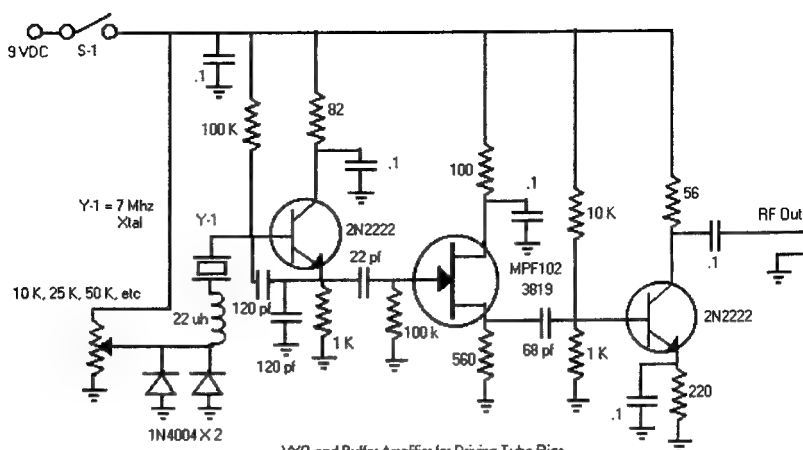 9 VDC
S-1
.1
82
100 K
.1
100
.1
56
RF Out
Y-1 = 7 Mhz
Xtal
Y-1
2N2222
10 K
.1
22 pf
MPF102
3819
2N2222
10 K, 25 K, 50 K, etc
22 uh
120 pf
1 K
100 k
68 pf
560
1 K
120 pf
.1
220
1N4004 X 2